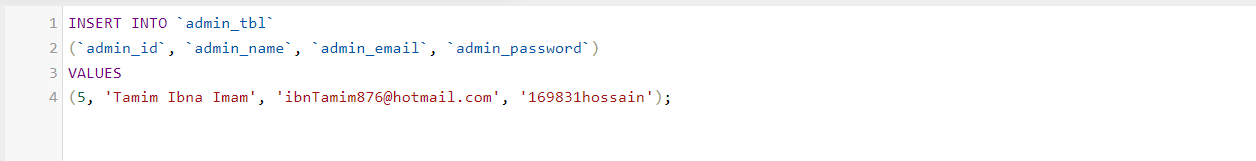 1 INSERT INTO `admin_tbl`
2 (`admin_id`, `admin_name`, `admin_email`, `admin_password`)
3 VALUES
4 (5, 'Tamim Ibna Imam', 'ibnTamim876@hotmail.com', '169831hossain');